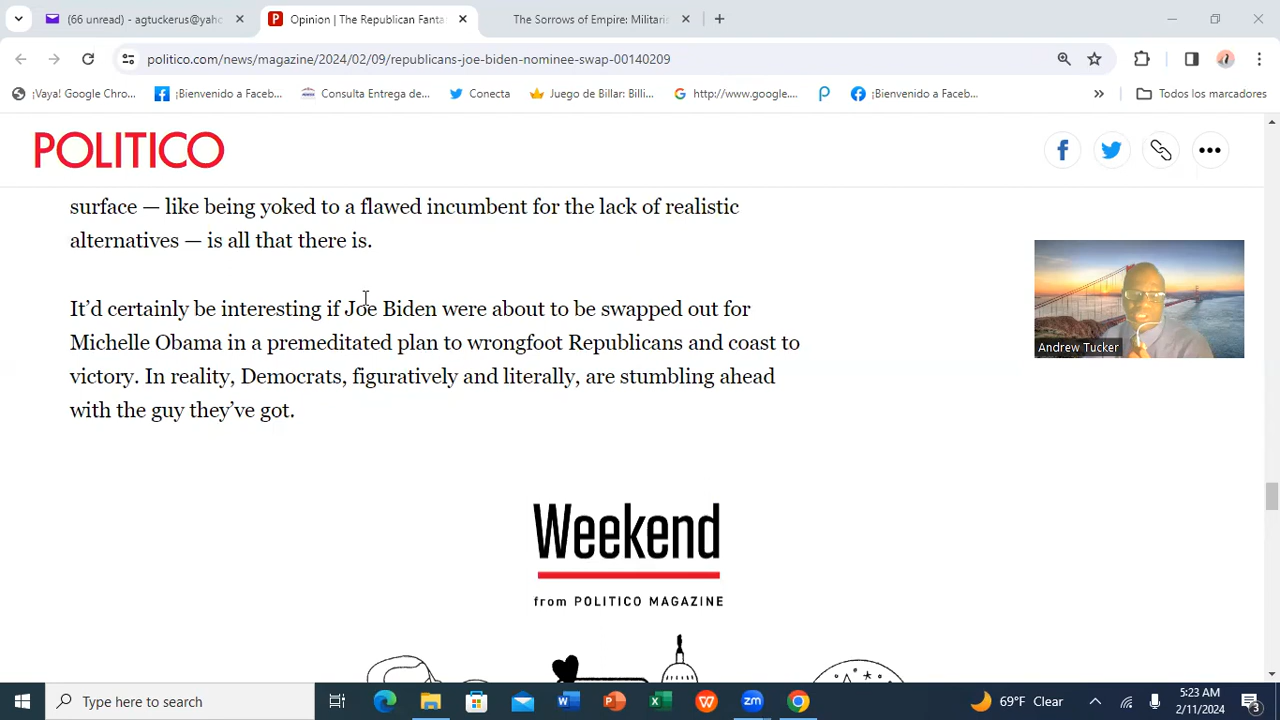 (66 unread) - agtuckerus@yaho
Opinion | The Republican Fanta
The Sorrows of Empire: Militaris
politico.com/news/magazine/2024/02/09/republicans-joe-biden-nominee-swap-00140209
¡Vaya! Google Chro...
¡Bienvenido a Faceb...
Consulta Entrega de...
Conecta
Juego de Billar: Billi...
http://www.google....
¡Bienvenido a Faceb...
Todos los marcadores
POLITICO
surface — like being yoked to a flawed incumbent for the lack of realistic
alternatives — is all that there is.
It’d certainly be interesting if Joe Biden were about to be swapped out for
Michelle Obama in a premeditated plan to wrongfoot Republicans and coast to
victory. In reality, Democrats, figuratively and literally, are stumbling ahead
with the guy they’ve got.
Andrew Tucker
Weekend
from POLITICO MAGAZINE
Type here to search
69°F Clear
5:23 AM
2/11/2024
3